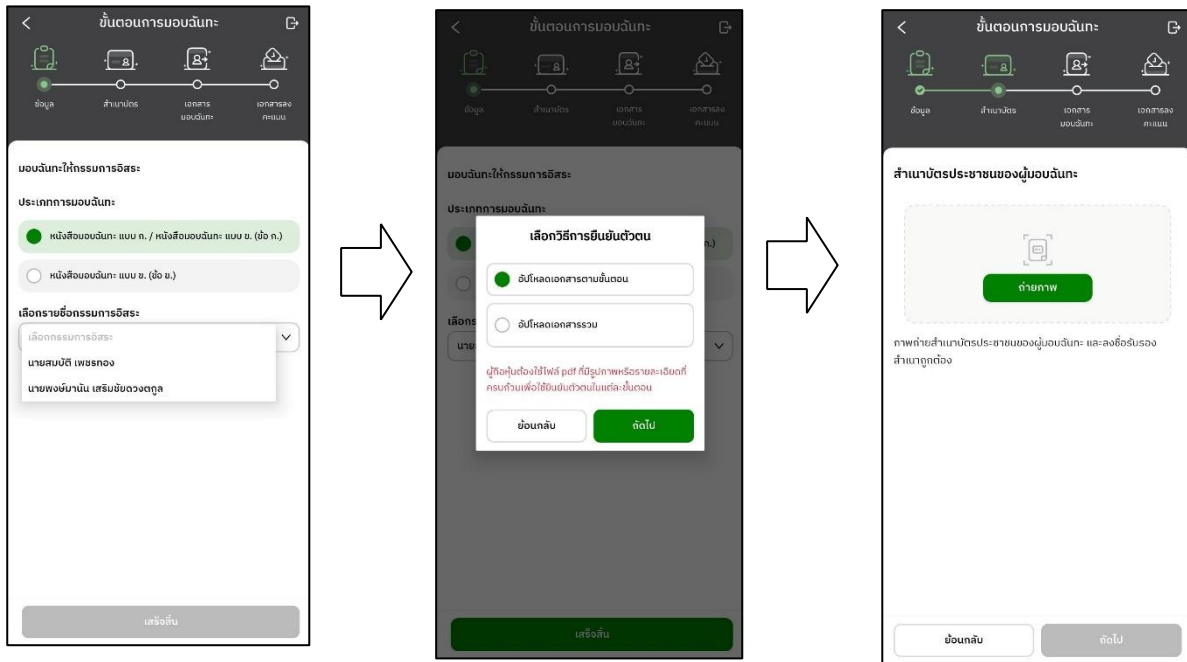 ขั้นตอนการมอบฉันทะ
ข้อมูล
สำเนาบัตร
เอกสาร
มอบฉันทะ
เอกสารลง
คะแนน
มอบฉันทะให้กรรมการอิสระ
ประเภทการมอบฉันทะ
หนังสือมอบฉันทะ แบบ ก. / หนังสือมอบฉันทะ แบบ ข. (ข้อ ก.)
หนังสือมอบฉันทะ แบบ ข. (ข้อ ข.)
เลือกรายชื่อกรรมการอิสระ
เลือกกรรมการอิสระ
นายสมบัติ เพชรทอง
นายพงษ์มานัน เสริมชัยดวงตกูล
เสร็จสิ้น
ขั้นตอนการมอบฉันทะ
ข้อมูล
สำเนาบัตร
เอกสาร
มอบฉันทะ
เอกสารลง
คะแนน
มอบฉันทะให้กรรมการอิสระ
ประเภทการมอบฉันทะ
ก.)
เลือกร
นาย
เลือกวิธีการยืนยันตัวตน
อัปโหลดเอกสารตามขั้นตอน
อัปโหลดเอกสารรวม
ผู้ถือหุ้นต้องใช้ไฟล์ pdf ที่มีรูปภาพหรือรายละเอียดที่
ครบถ้วนเพื่อใช้ยืนยันตัวตนในแต่ละขั้นตอน
ย้อนกลับ
ถัดไป
เสร็จสิ้น
ขั้นตอนการมอบฉันทะ
ข้อมูล
สำเนาบัตร
เอกสาร
มอบฉันทะ
เอกสารลง
คะแนน
สำเนาบัตรประชาชนของผู้มอบฉันทะ
ถ่ายภาพ
ภาพถ่ายสำเนาบัตรประชาชนของผู้มอบฉันทะ และลงชื่อรับรอง
สำเนาถูกต้อง
ย้อนกลับ
ถัดไป